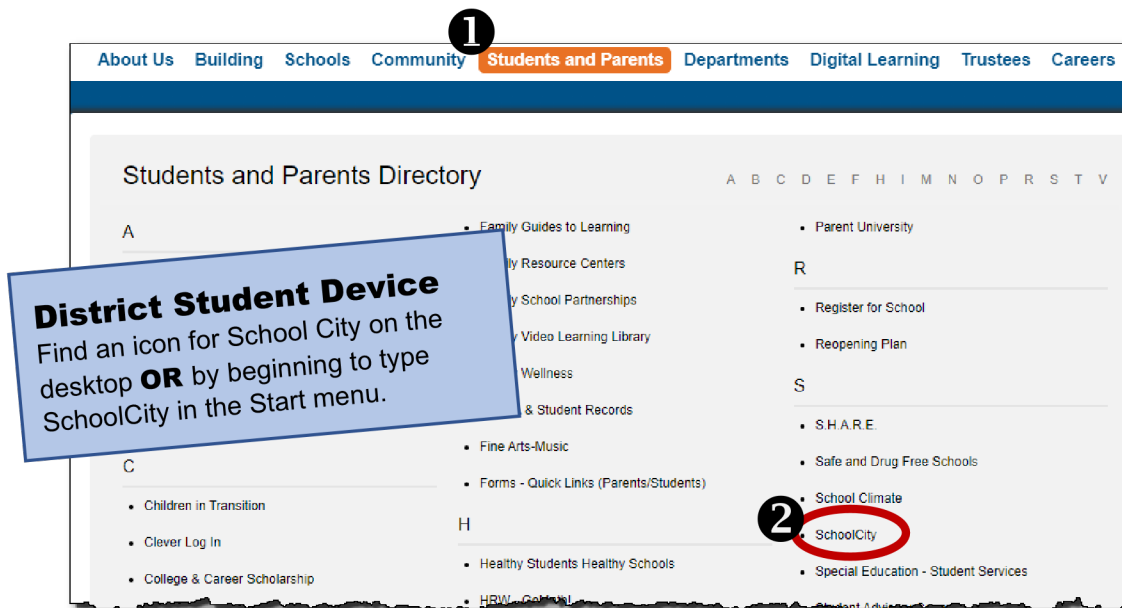 1
About Us Building Schools Community Students and Parents Departments Digital Learning Trustees Careers
Students and Parents Directory
A B C D E F H I M N O P R S T V
A
District Student Device
Find an icon for School City on the
desktop OR by beginning to type
SchoolCity in the Start menu.
C
• Children in Transition
• Clever Log In
• College & Career Scholarship
• Family Guides to Learning
Resource Centers
School Partnerships
Video Learning Library
Wellness
& Student Records
• Fine Arts-Music
• Forms - Quick Links (Parents/Students)
H
• Healthy Students Healthy Schools
• HRW -
• Parent University
R
• Register for School
• Reopening Plan
S
• S.H.A.R.E.
• Safe and Drug Free Schools
• School Climate
2
• SchoolCity
• Special Education - Student Services